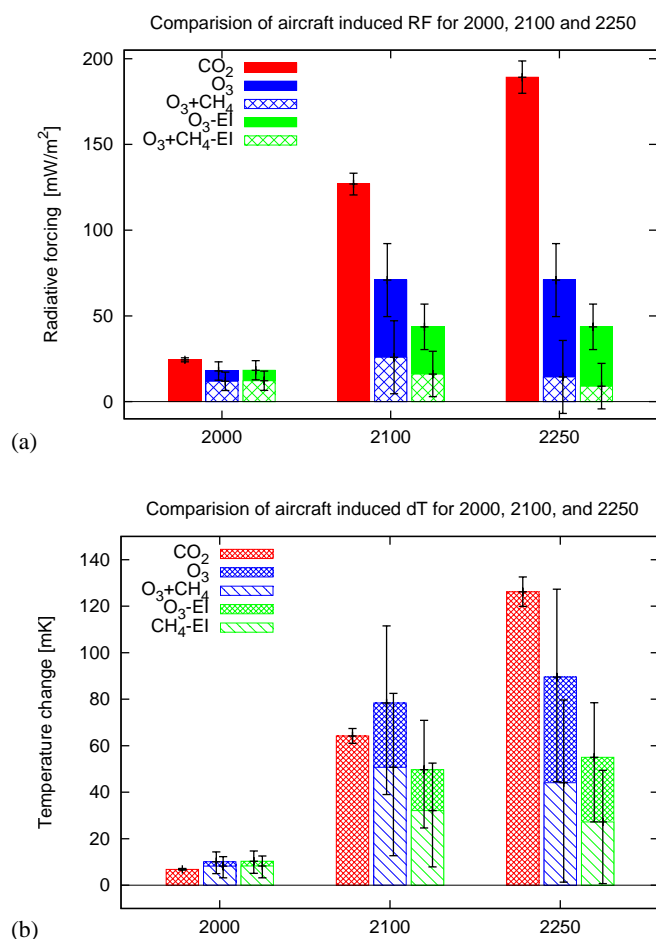 Comparision of aircraft induced RF for 2000, 2100 and 2250
200
150
100
50
0
Radiative forcing [mW/m²]
CO₂
O₃
O₃+CH₄
O₃-EI
O₃+CH₄-EI
2000 2100 2250
(a)
Comparision of aircraft induced dT for 2000, 2100, and 2250
140
120
100
80
60
40
20
0
Temperature change [mK]
CO₂
O₃
O₃+CH₄
O₃-EI
CH₄-EI
2000 2100 2250
(b)